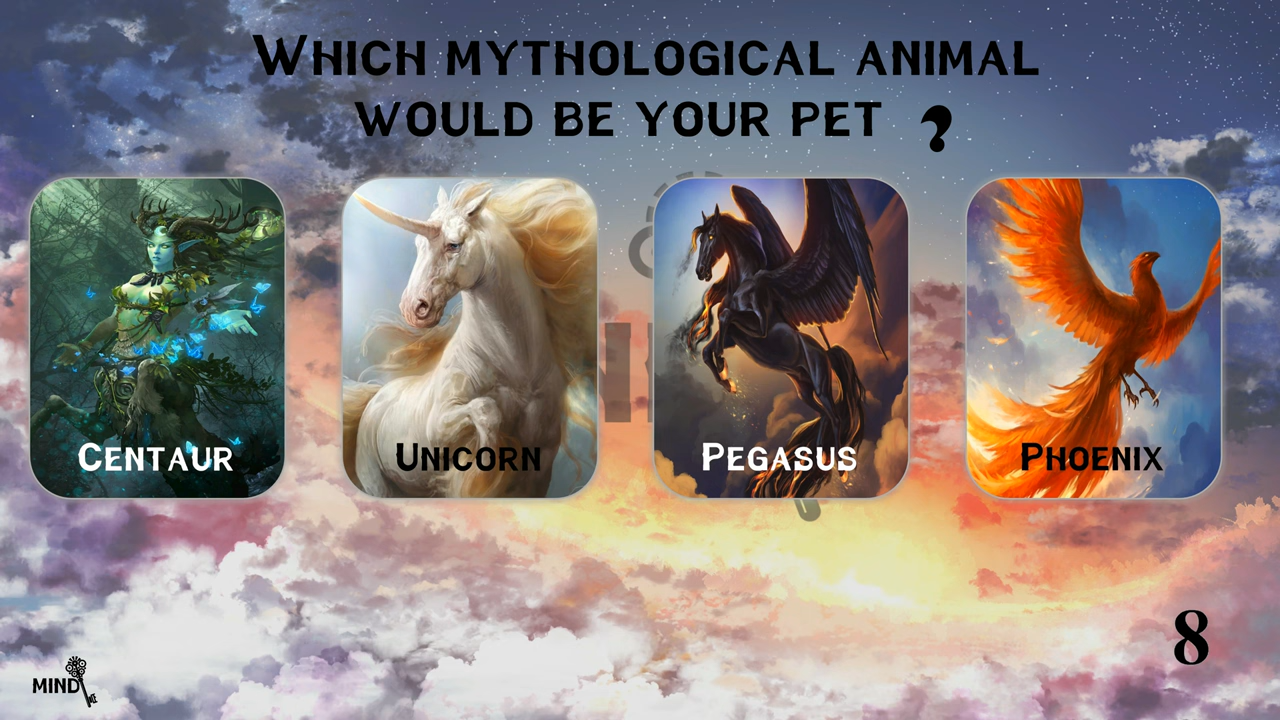 Which mythological animal
would be your pet ?
Centaur
Unicorn
Pegasus
Phoenix
8
MIND